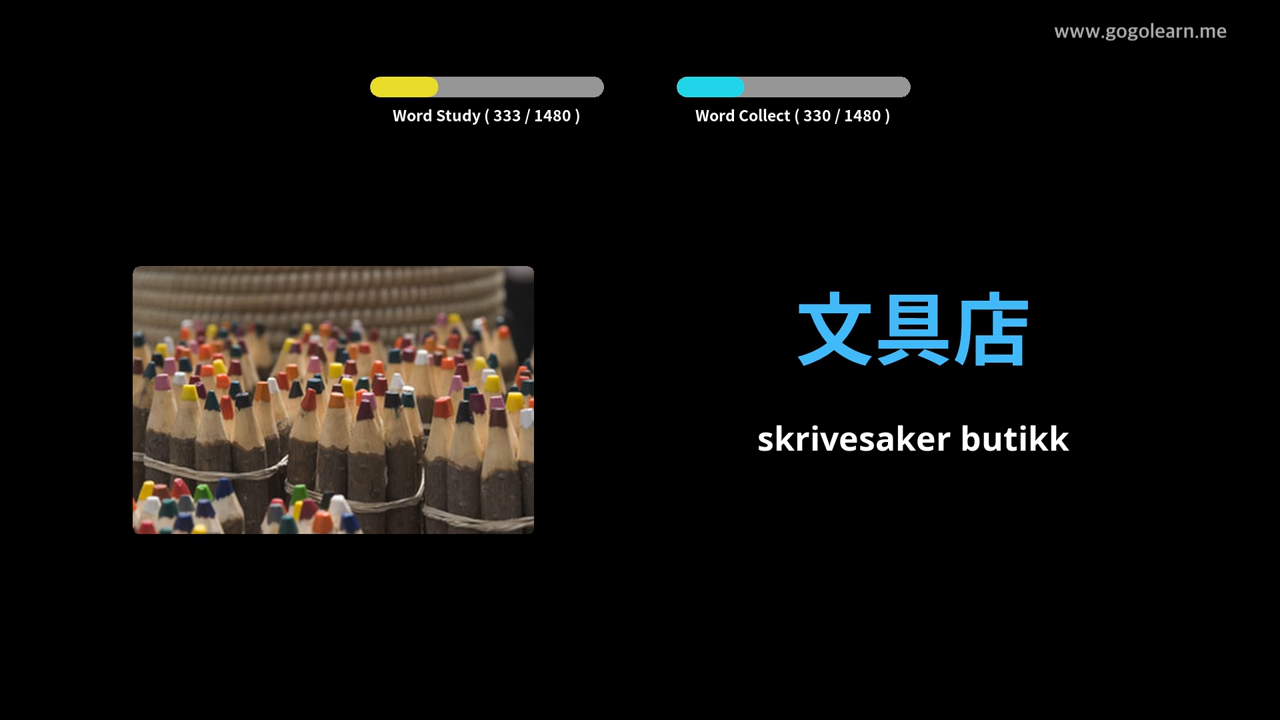 www.gogolearn.me
Word Study ( 333 / 1480 )
Word Collect ( 330 / 1480 )
文具店
skrivesaker butikk